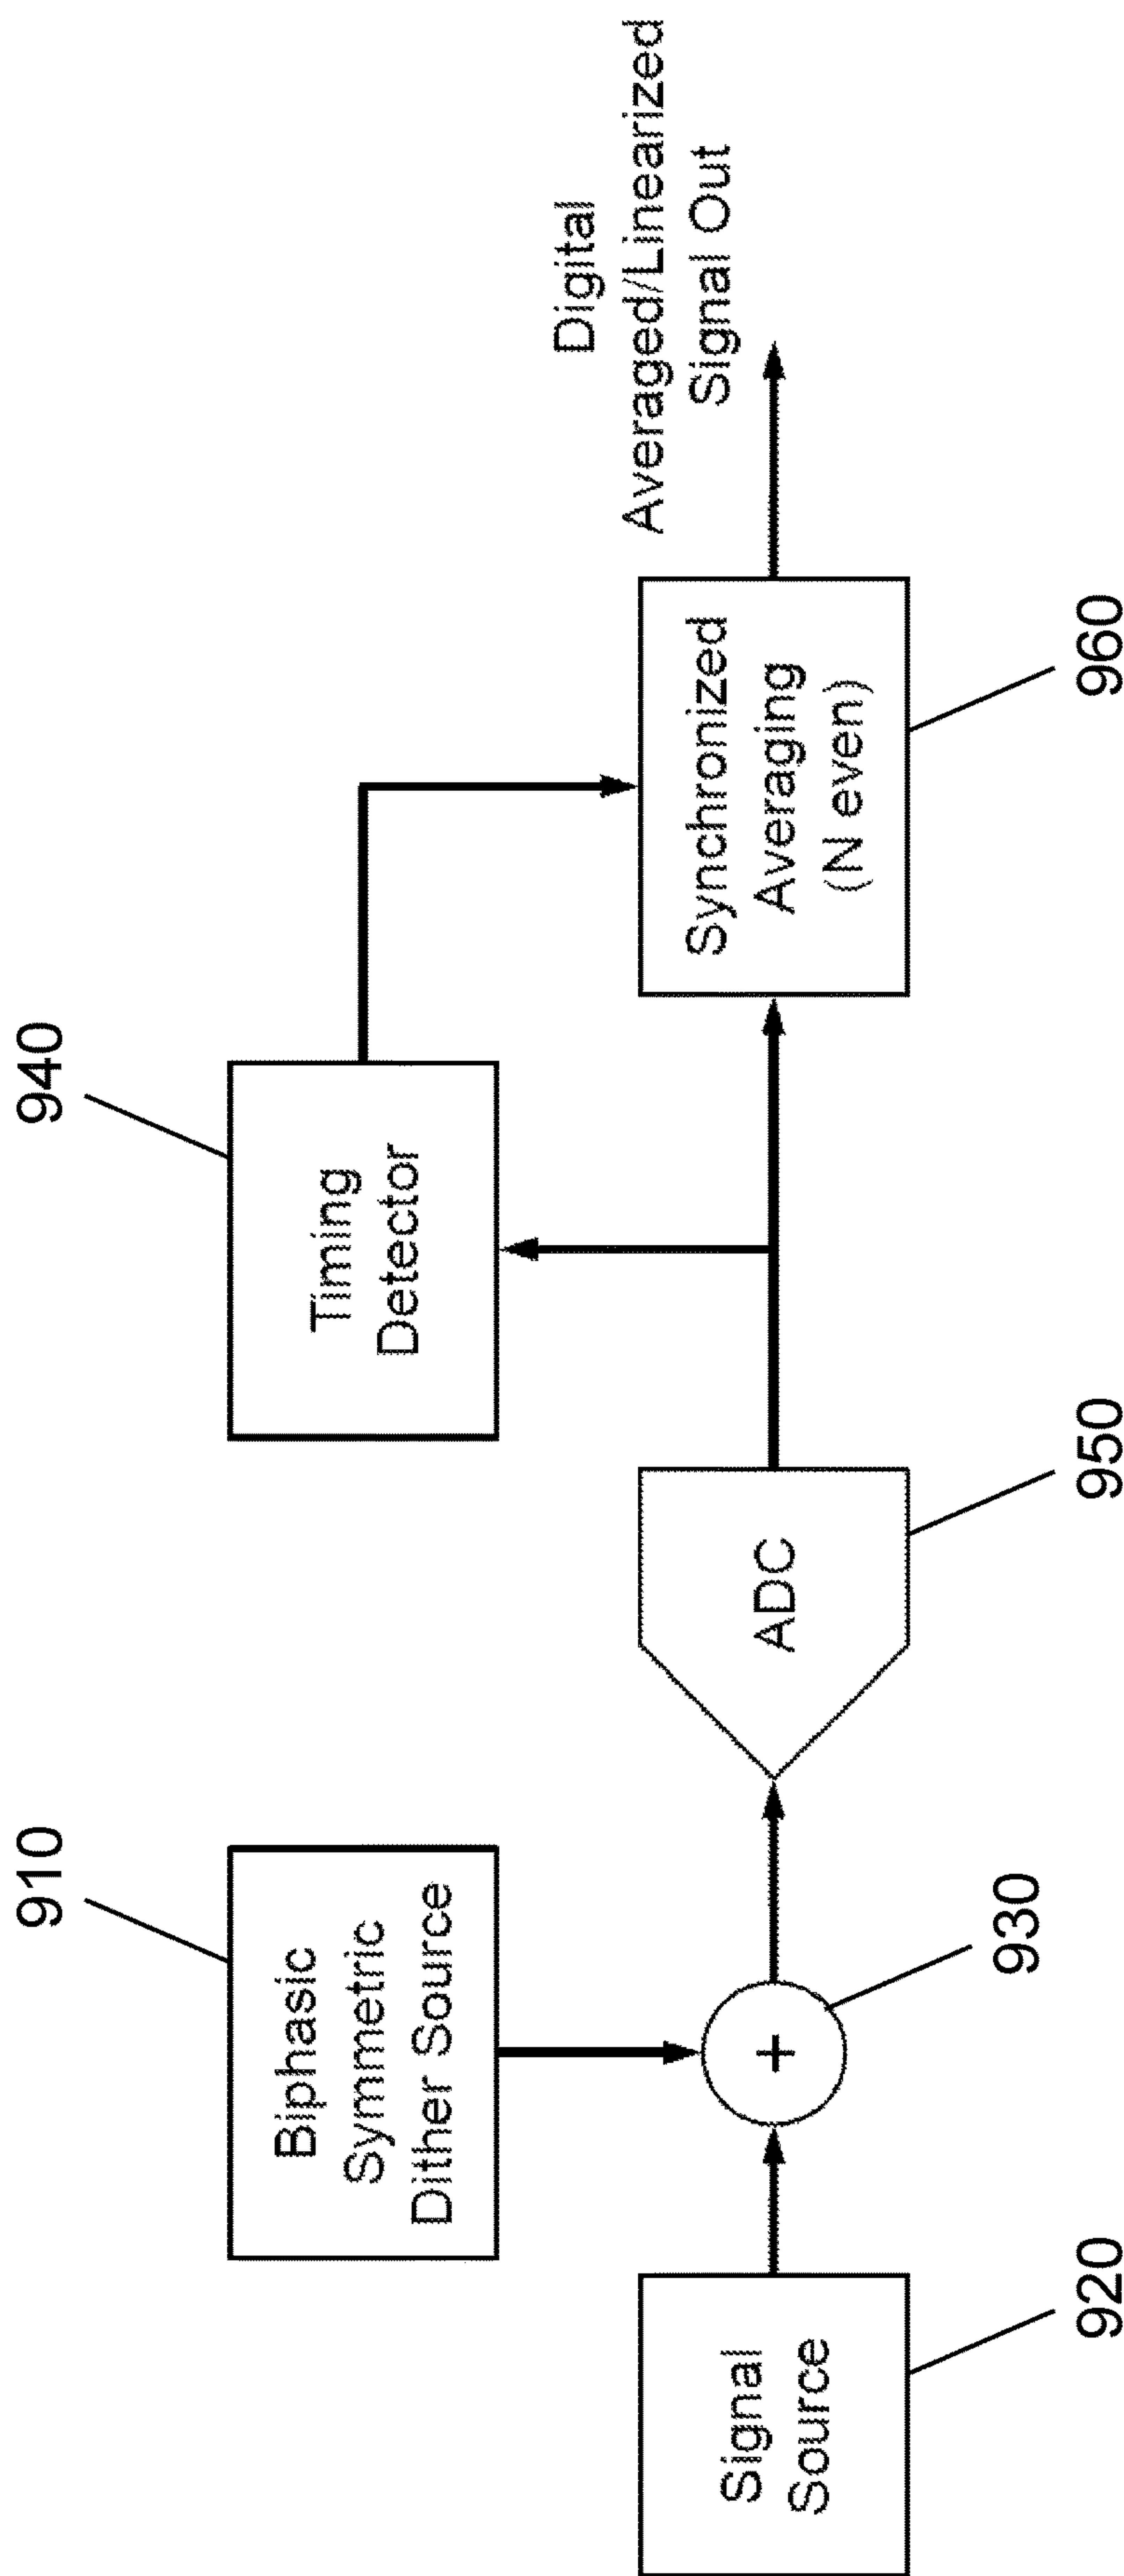 910
Biphasic
Symmetric
Dither Source
940
Timing
Detector
Digital
Averaged/Linearized
Signal Out
920
Signal
Source
930
+
950
ADC
960
Synchronized
Averaging
(N even)